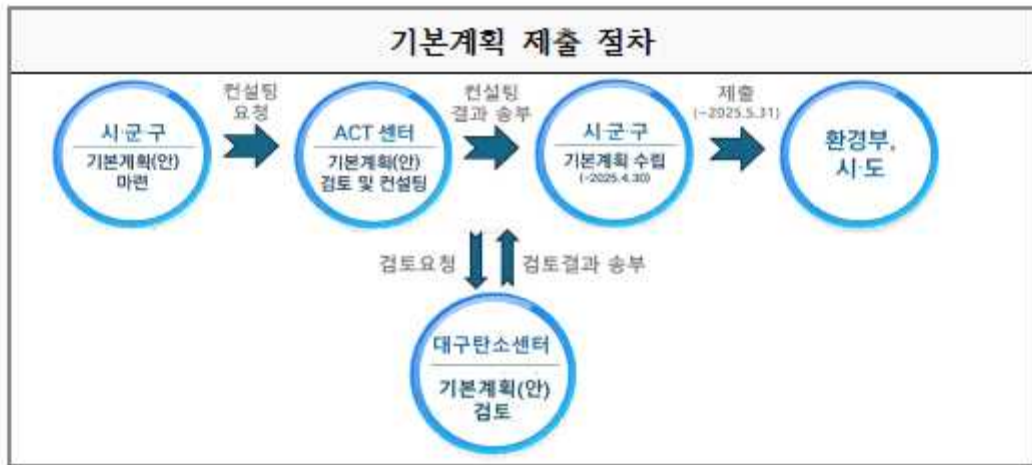 기본계획 제출 절차
시·군·구
기본계획(안)
마련
컨설팅
요청
ACT 센터
기본계획(안)
검토 및 컨설팅
컨설팅
결과 송부
시·군·구
기본계획 수립
(~2025.4.30)
제출
(~2025.5.31)
환경부,
시·도
검토요청
검토결과 송부
대구탄소센터
기본계획(안)
검토